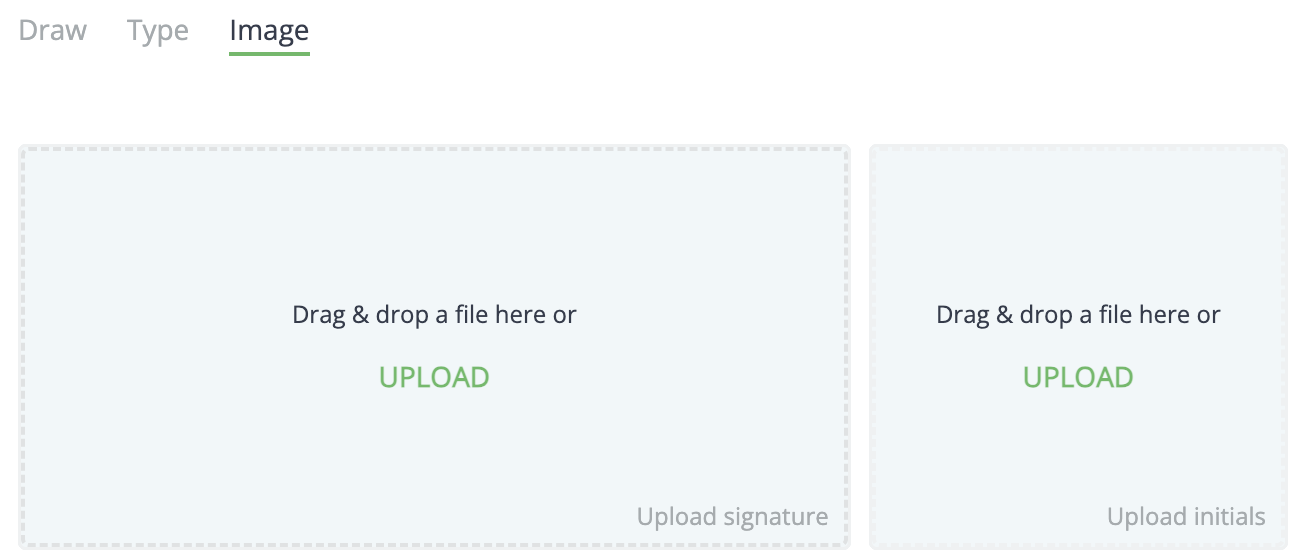 Draw Type Image
Drag & drop a file here or
UPLOAD
Upload signature
Drag & drop a file here or
UPLOAD
Upload initials